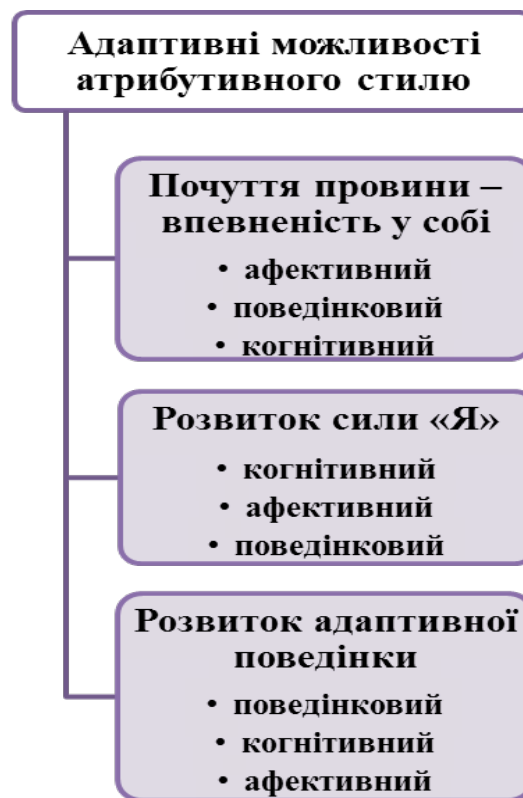 Адаптивні можливості
атрибутивного стилю
Почуття провини –
впевненість у собі
• афективний
• поведінковий
• когнітивний
Розвиток сили «Я»
• когнітивний
• афективний
• поведінковий
Розвиток адаптивної
поведінки
• поведінковий
• когнітивний
• афективний